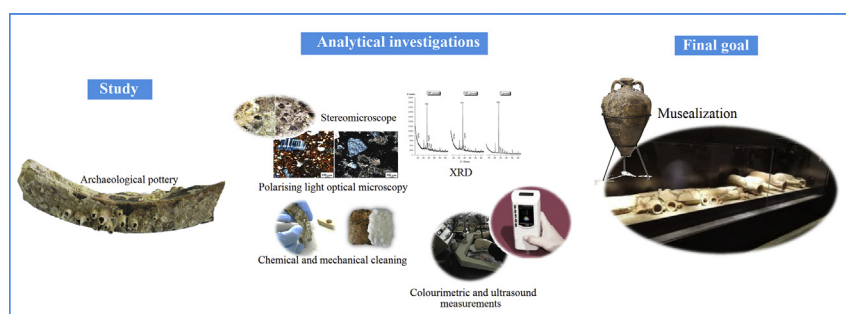 Study
Archaeological pottery
Analytical investigations
Stereomicroscope
Polarising light optical microscopy
XRD
Chemical and mechanical cleaning
Colourimetric and ultrasound
measurements
Final goal
Musealization